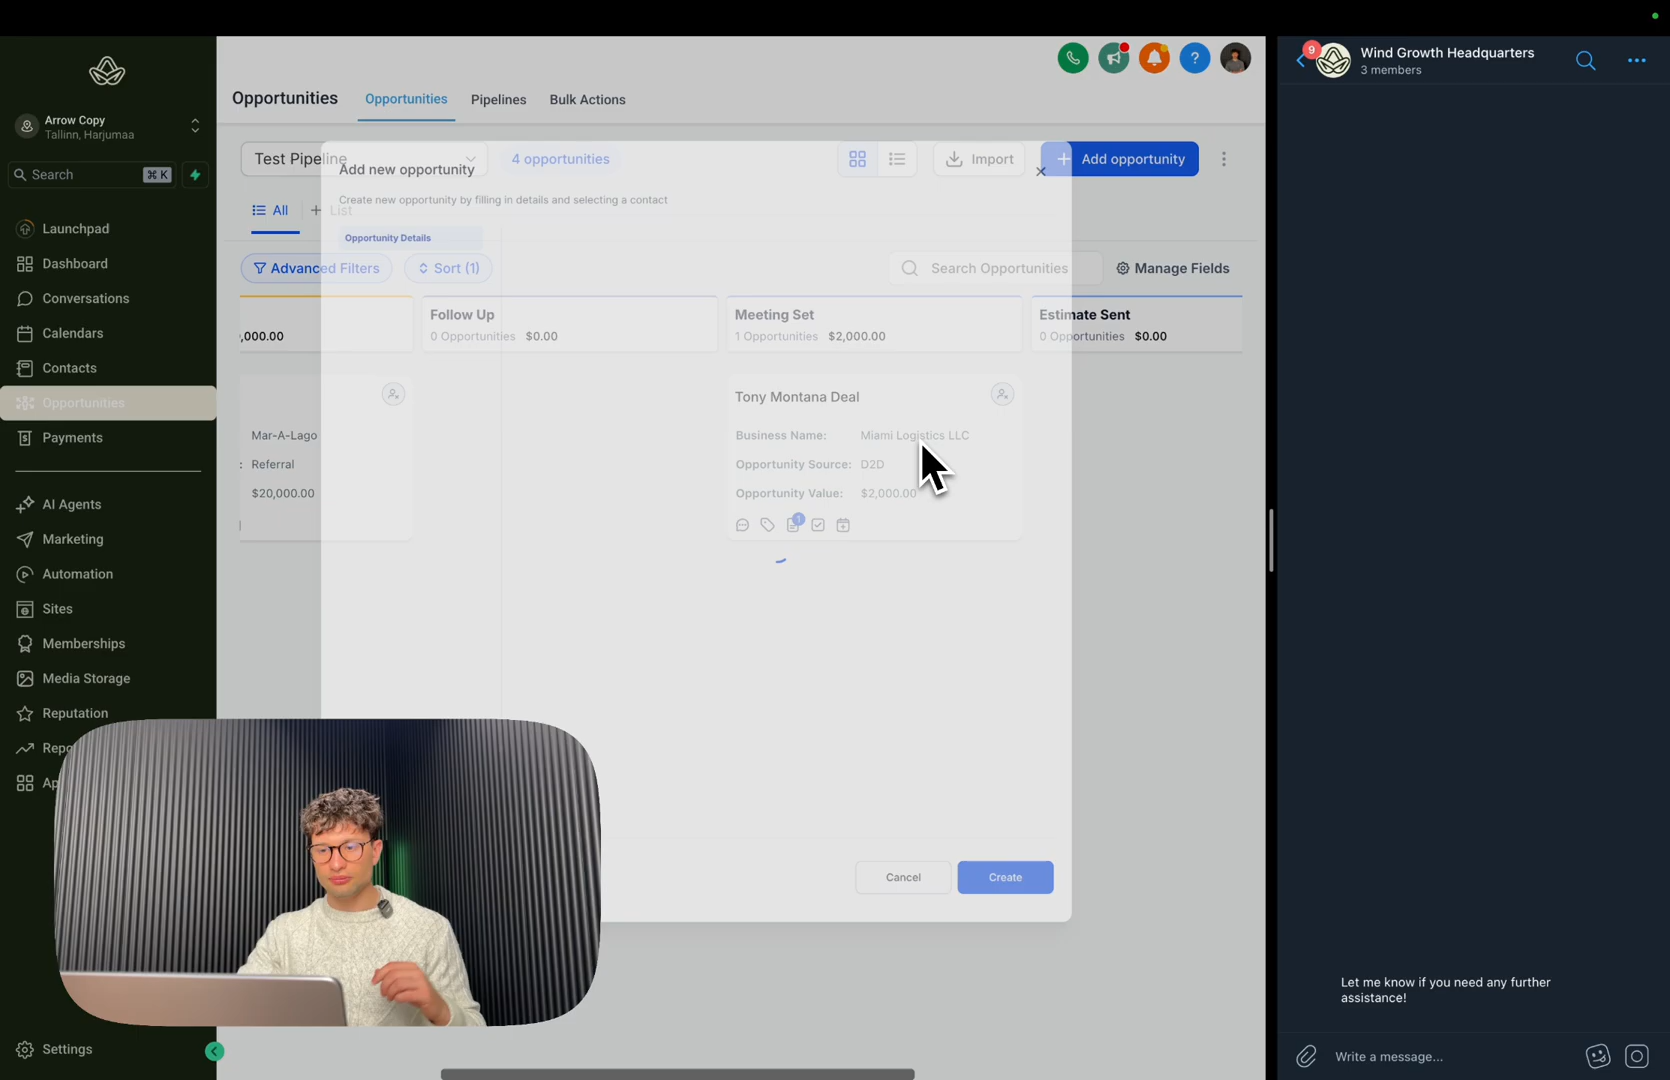 Arrow Copy
Tallinn, Harjumaa
Search
⌘ K
Launchpad
Dashboard
Conversations
Calendars
Contacts
Opportunities
Payments
AI Agents
Marketing
Automation
Sites
Memberships
Media Storage
Reputation
Repo
Ap
Settings
Opportunities
Opportunities
Pipelines
Bulk Actions
Test Pipeline
4 opportunities
Import
+ Add opportunity
Add new opportunity
Create new opportunity by filling in details and selecting a contact
All
+ List
Opportunity Details
Advanced Filters
Sort (1)
Search Opportunities
Manage Fields
,000.00
Follow Up
0 Opportunities $0.00
Meeting Set
1 Opportunities $2,000.00
Estimate Sent
0 Opportunities $0.00
Mar-A-Lago
: Referral
$20,000.00
Tony Montana Deal
Business Name: Miami Logistics LLC
Opportunity Source: D2D
Opportunity Value: $2,000.00
1
Cancel
Create
9
Wind Growth Headquarters
3 members
Let me know if you need any further
assistance!
Write a message...